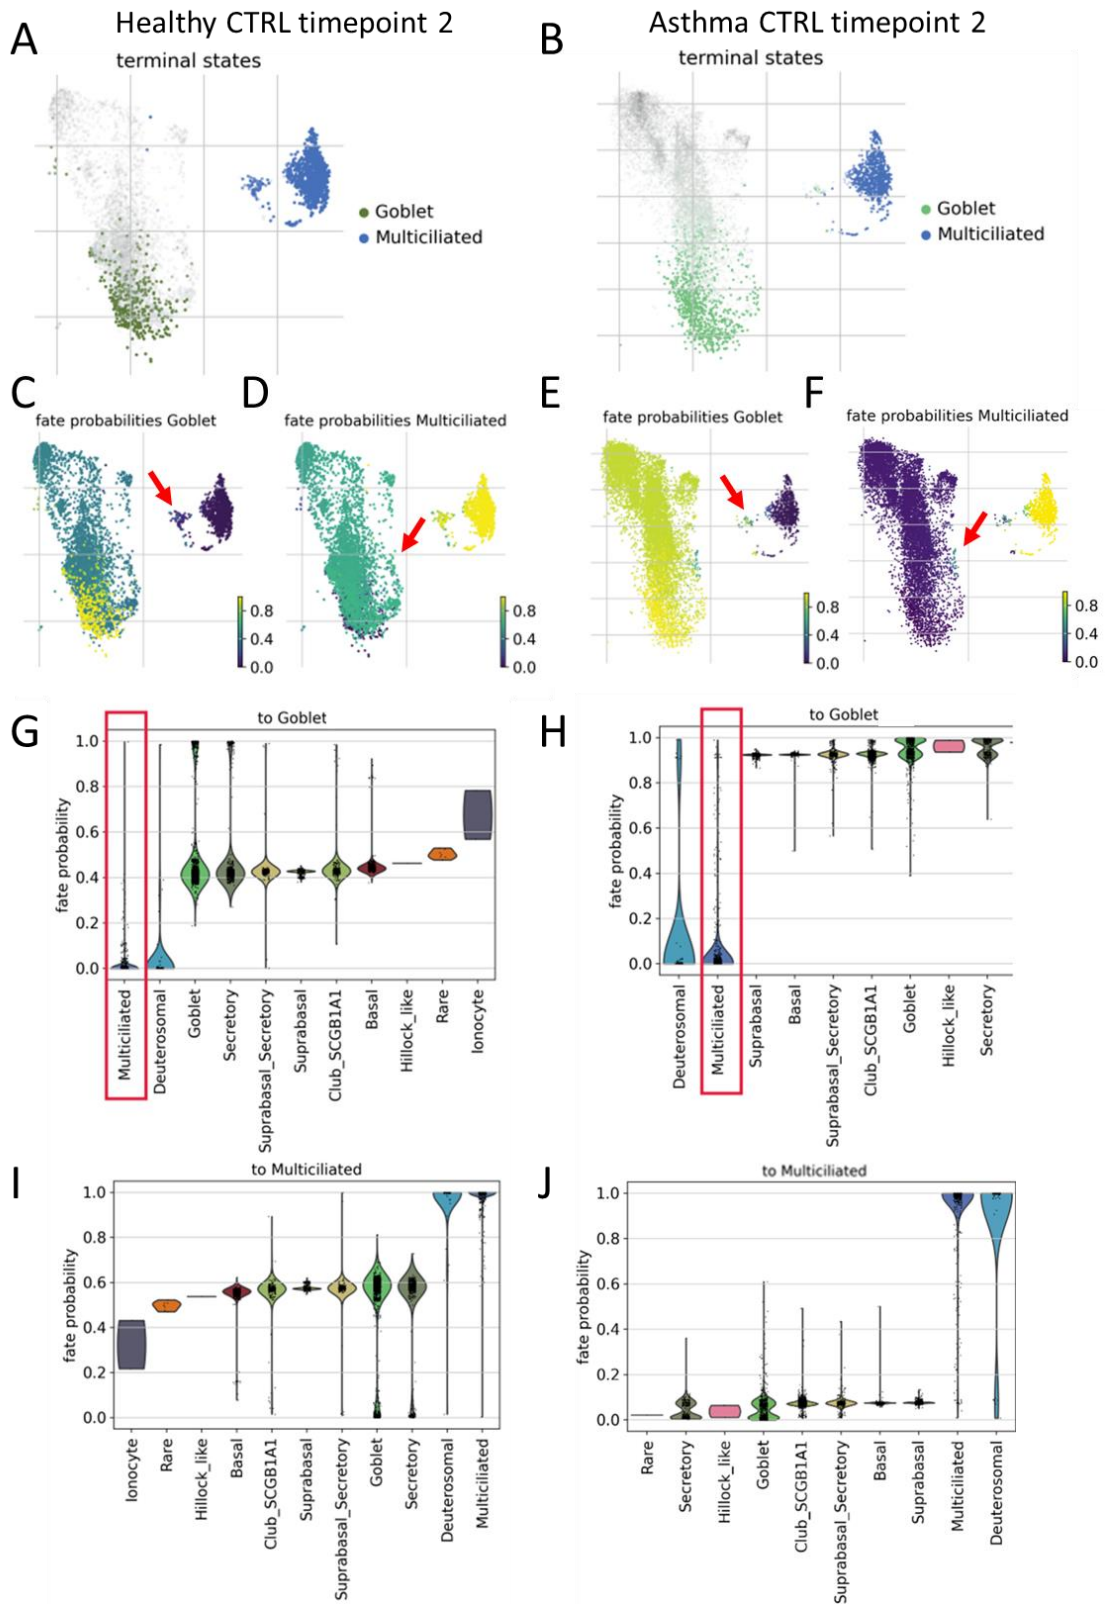 Healthy CTRL timepoint 2
Asthma CTRL timepoint 2
A
B
terminal states
terminal states
Goblet
Multiciliated
Goblet
Multiciliated
C
D
E
F
fate probabilities Goblet
fate probabilities Multiciliated
fate probabilities Goblet
fate probabilities Multiciliated
0.8
0.4
0.0
0.8
0.4
0.0
0.8
0.4
0.0
0.8
0.4
0.0
G
to Goblet
fate probability
1.0
0.8
0.6
0.4
0.2
0.0
Multiciliated
Deuterosomal
Goblet
Secretory
Suprabasal_Secretory
Suprabasal
Club_SCGB1A1
Basal
Hillock_like
Rare
Ionocyte
H
to Goblet
fate probability
1.0
0.8
0.6
0.4
0.2
0.0
Deuterosomal
Multiciliated
Suprabasal
Basal
Suprabasal_Secretory
Club_SCGB1A1
Goblet
Hillock_like
Secretory
I
to Multiciliated
fate probability
1.0
0.8
0.6
0.4
0.2
0.0
Ionocyte
Rare
Hillock_like
Basal
Club_SCGB1A1
Suprabasal
Suprabasal_Secretory
Goblet
Secretory
Deuterosomal
Multiciliated
J
to Multiciliated
fate probability
1.0
0.8
0.6
0.4
0.2
0.0
Rare
Secretory
Hillock_like
Goblet
Club_SCGB1A1
Suprabasal_Secretory
Basal
Suprabasal
Multiciliated
Deuterosomal